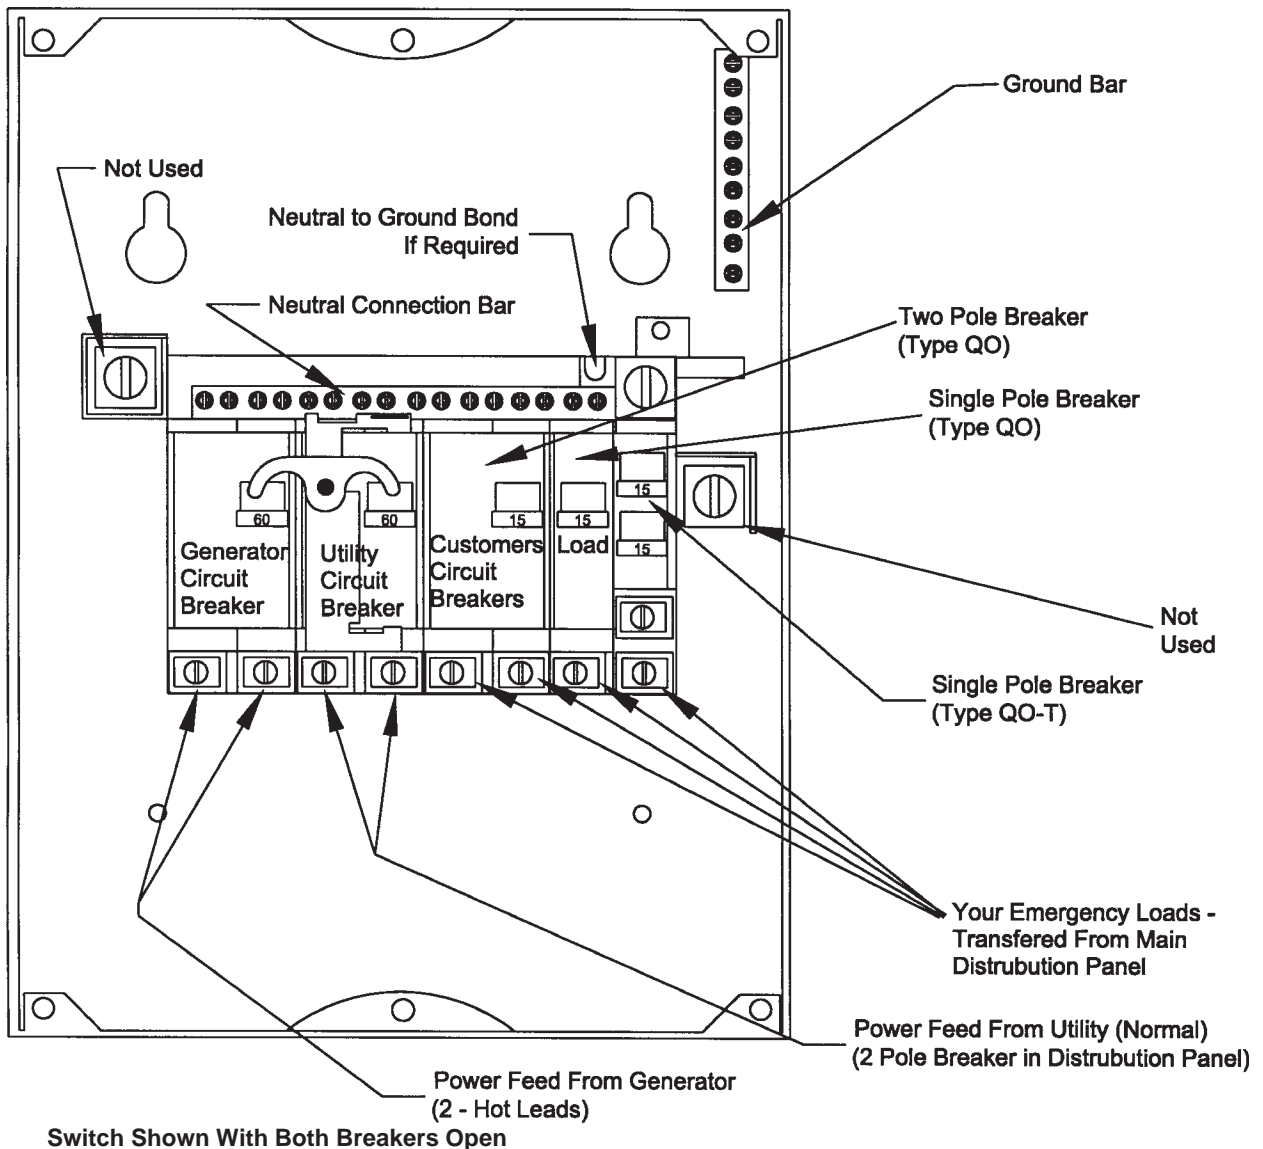 Ground Bar
Not Used
Neutral to Ground Bond
If Required
Neutral Connection Bar
Two Pole Breaker
(Type QO)
Single Pole Breaker
(Type QO)
15
60
60
15
15
15
Generator
Circuit
Breaker
Utility
Circuit
Breaker
Customers
Circuit
Breakers
Load
Not
Used
Single Pole Breaker
(Type QO-T)
Your Emergency Loads -
Transfered From Main
Distrubution Panel
Power Feed From Utility (Normal)
(2 Pole Breaker in Distrubution Panel)
Power Feed From Generator
(2 - Hot Leads)
Switch Shown With Both Breakers Open